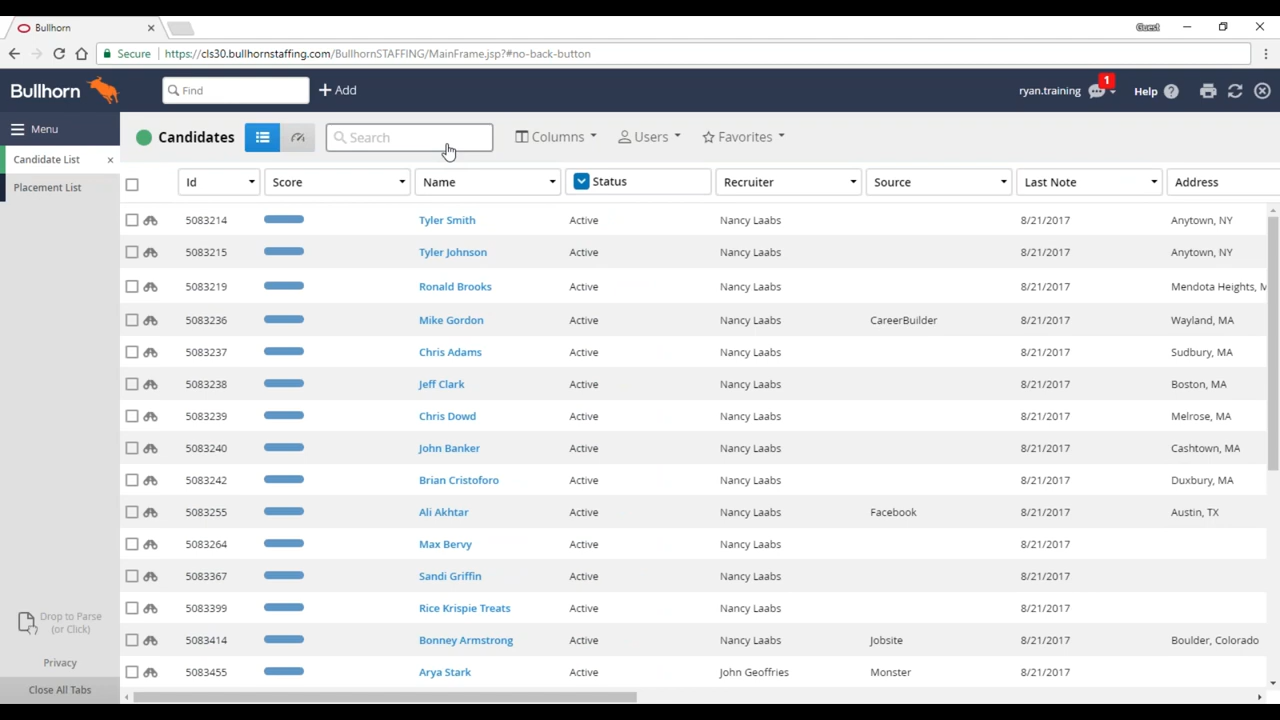 Bullhorn
Guest
Secure https://cls30.bullhornstaffing.com/BullhornSTAFFING/MainFrame.jsp?#no-back-button
Bullhorn Find Add ryan.training 1 Help ?
Menu
Candidate List
Placement List
Candidates Search Columns Users Favorites
Id Score Name Status Recruiter Source Last Note Address
5083214 Tyler Smith Active Nancy Laabs 8/21/2017 Anytown, NY
5083215 Tyler Johnson Active Nancy Laabs 8/21/2017 Anytown, NY
5083219 Ronald Brooks Active Nancy Laabs 8/21/2017 Mendota Heights, M
5083236 Mike Gordon Active Nancy Laabs CareerBuilder 8/21/2017 Wayland, MA
5083237 Chris Adams Active Nancy Laabs 8/21/2017 Sudbury, MA
5083238 Jeff Clark Active Nancy Laabs 8/21/2017 Boston, MA
5083239 Chris Dowd Active Nancy Laabs 8/21/2017 Melrose, MA
5083240 John Banker Active Nancy Laabs 8/21/2017 Cashtown, MA
5083242 Brian Cristoforo Active Nancy Laabs 8/21/2017 Duxbury, MA
5083255 Ali Akhtar Active Nancy Laabs Facebook 8/21/2017 Austin, TX
5083264 Max Bervy Active Nancy Laabs 8/21/2017
5083367 Sandi Griffin Active Nancy Laabs 8/21/2017
5083399 Rice Krispie Treats Active Nancy Laabs 8/21/2017
5083414 Bonney Armstrong Active Nancy Laabs Jobsite 8/21/2017 Boulder, Colorado
5083455 Arya Stark Active John Geoffries Monster 8/21/2017
Drop to Parse
(or Click)
Privacy
Close All Tabs